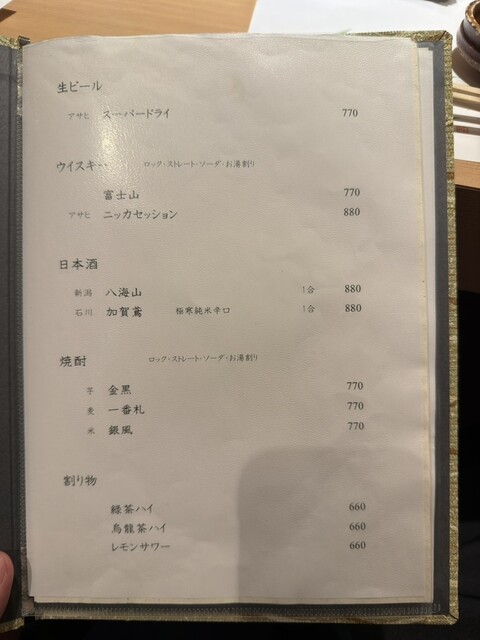 生ビール
アサヒ スーパードライ 770
ウイスキー ロック・ストレート・ソーダ・お湯割り
富士山 770
アサヒ ニッカセッション 880
日本酒
新潟 八海山 1合 880
石川 加賀鳶 極寒純米辛口 1合 880
焼酎 ロック・ストレート・ソーダ・お湯割り
芋 金黒 770
麦 一番札 770
米 銀風 770
割り物
緑茶ハイ 660
烏龍茶ハイ 660
レモンサワー 660